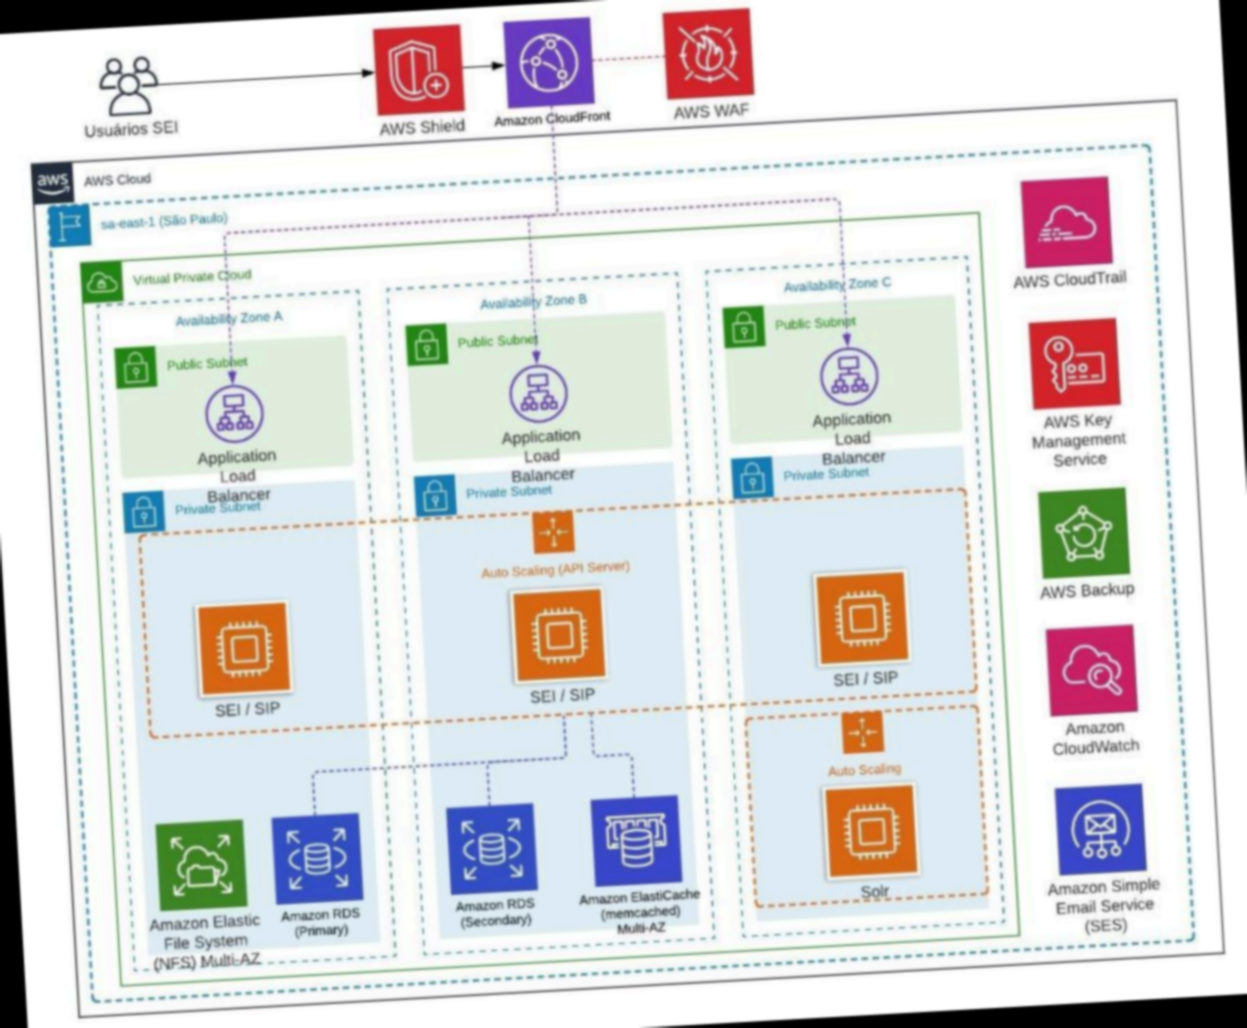 Usuários SEI
AWS Shield
Amazon CloudFront
AWS WAF
aws
AWS Cloud
sa-east-1 (São Paulo)
Virtual Private Cloud
Availability Zone A
Availability Zone B
Availability Zone C
Public Subnet
Public Subnet
Public Subnet
Application
Load
Balancer
Application
Load
Balancer
Application
Load
Balancer
Private Subnet
Private Subnet
Private Subnet
Auto Scaling (API Server)
SEI / SIP
SEI / SIP
SEI / SIP
Auto Scaling
Solr
Amazon Elastic
File System
(NFS) Multi-AZ
Amazon RDS
(Primary)
Amazon RDS
(Secondary)
Amazon ElastiCache
(memcached)
Multi-AZ
AWS CloudTrail
AWS Key
Management
Service
AWS Backup
Amazon
CloudWatch
Amazon Simple
Email Service
(SES)